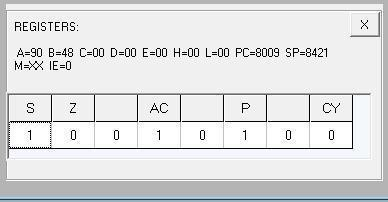 REGISTERS:
X
A=90 B=48 C=00 D=00 E=00 H=00 L=00 PC=8009 SP=8421
M=XX IE=0
S Z AC P CY
1 0 0 1 0 1 0 0